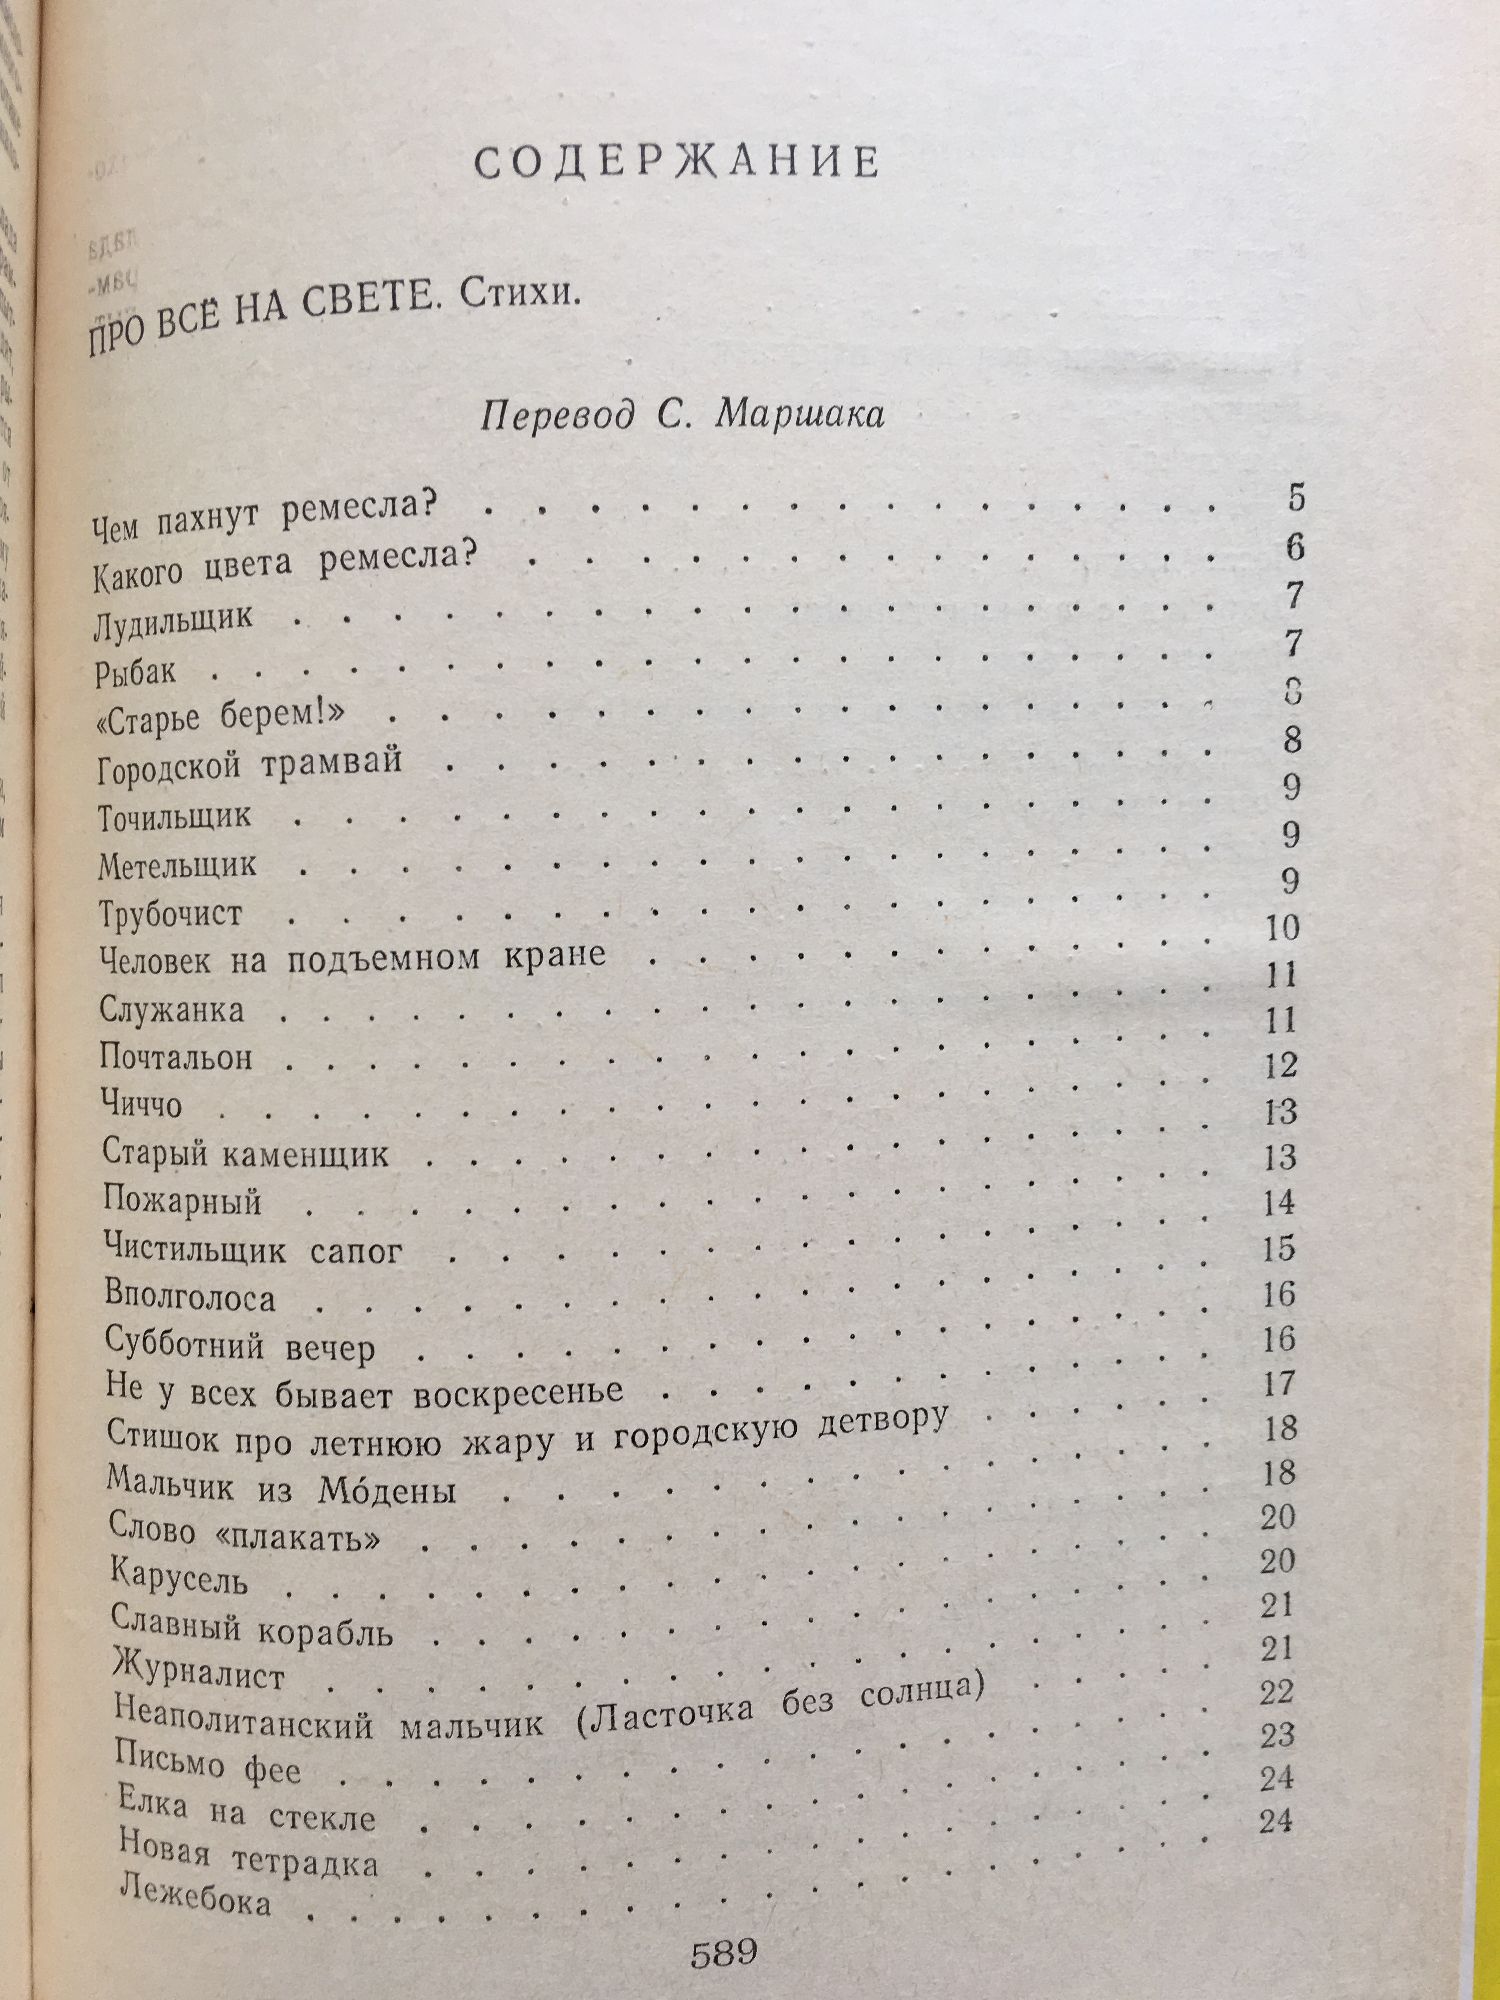 СОДЕРЖАНИЕ
ПРО ВСЁ НА СВЕТЕ. Стихи.
Перевод С. Маршака
Чем пахнут ремесла? . . . . . . . . . . . . . . . 5
Какого цвета ремесла? . . . . . . . . . . . . . . 6
Лудильщик . . . . . . . . . . . . . . . . . . . 7
Рыбак . . . . . . . . . . . . . . . . . . . . . 7
«Старье берем!» . . . . . . . . . . . . . . . . . 8
Городской трамвай . . . . . . . . . . . . . . . . 8
Точильщик . . . . . . . . . . . . . . . . . . . 9
Метельщик . . . . . . . . . . . . . . . . . . . 9
Трубочист . . . . . . . . . . . . . . . . . . . 9
Человек на подъемном кране . . . . . . . . . . . . 10
Служанка . . . . . . . . . . . . . . . . . . . . 11
Почтальон . . . . . . . . . . . . . . . . . . . . 11
Чиччо . . . . . . . . . . . . . . . . . . . . . 12
Старый каменщик . . . . . . . . . . . . . . . . . 13
Пожарный . . . . . . . . . . . . . . . . . . . 13
Чистильщик сапог . . . . . . . . . . . . . . . . 14
Вполголоса . . . . . . . . . . . . . . . . . . . 15
Субботний вечер . . . . . . . . . . . . . . . . . 16
Не у всех бывает воскресенье . . . . . . . . . . . . 16
Стишок про летнюю жару и городскую детвору . . . . . . 17
Мальчик из Мóдены . . . . . . . . . . . . . . . 18
Слово «плакать» . . . . . . . . . . . . . . . . . 18
Карусель . . . . . . . . . . . . . . . . . . . . 20
Славный корабль . . . . . . . . . . . . . . . . . 20
Журналист . . . . . . . . . . . . . . . . . . . 21
Неаполитанский мальчик (Ласточка без солнца) . . . . . 21
Письмо фее . . . . . . . . . . . . . . . . . . . 22
Елка на стекле . . . . . . . . . . . . . . . . . 23
Новая тетрадка . . . . . . . . . . . . . . . . . 24
Лежебока . . . . . . . . . . . . . . . . . . . . 24
589